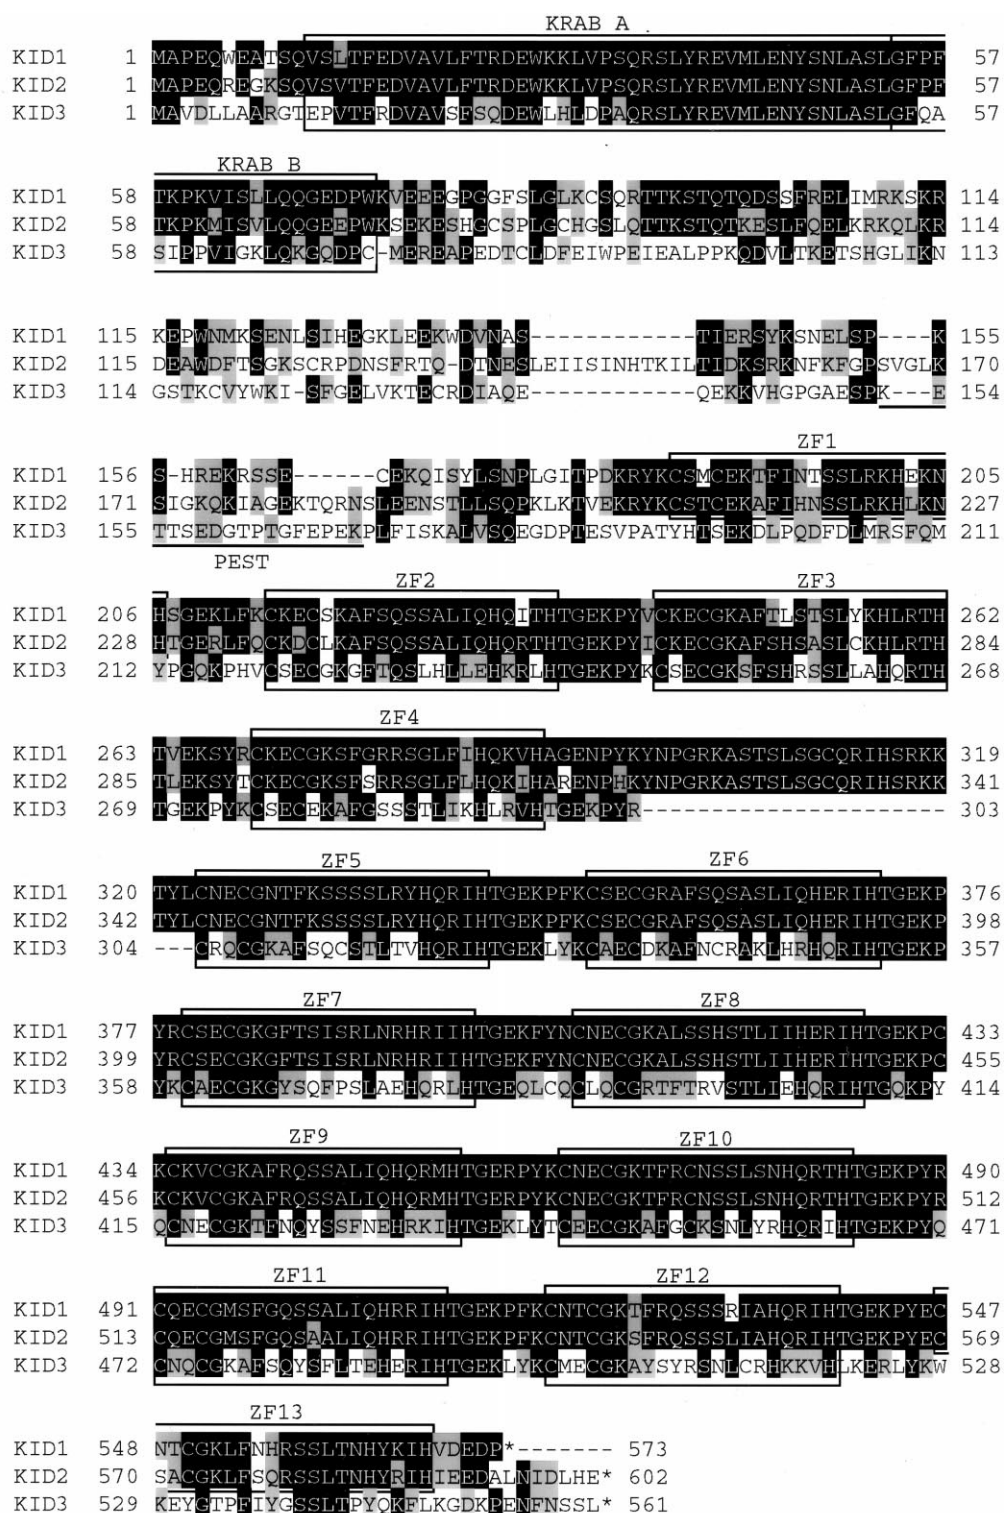 KRAB A
KID1 1 MAPEQWEATSQVSLTFEDVAVLFTRDEWKKLVPSQRSLYREVMLENYSNLASLGFPF 57
KID2 1 MAPEQREGKSQVSVTFEDVAVLFTRDEWKKLVPSQRSLYREVMLENYSNLASLGFPF 57
KID3 1 MAVDLLAARGTEPVTFRDVAVSFSQDEWLHLDPAQRSLYREVMLENYSNLASLGFQA 57
KRAB B
KID1 58 TKPKVISLLQQGEDPWKVEEEGPGGFSLGLKCSQRTTKSTQTQDSSFRELIMRKSKR 114
KID2 58 TKPKMISVLQQGEEPWKSEKESHGCSPLGCHGSLQTTKSTQTKESLFQELKRKQLKR 114
KID3 58 SIPPVIGKLQKGQDPC-MEREAPEDTCLDFEIWPEIEALPPKQDVLTKETSHGLIKN 113
KID1 115 KEPWNMKSENLSIHEGKLEEKWDVNAS------------TIERSYKSNELSP----K 155
KID2 115 DEAWDFTSGKSCRPDNSFRTQ-DTNESLEIISINHTKILTIDKSRKNFKFGPSVGLK 170
KID3 114 GSTKCVYWKI-SFGELVKTECRDIAQE------------QEKKVHGPGAESPK---E 154
ZF1
KID1 156 S-HREKRSSE------CEKQISYLSNPLGITPDKRYKCSMCEKTFINTSSLRKHEKN 205
KID2 171 SIGKQKIAGEKTQRNSLEENSTLLSQPKLKTVEKRYKCSTCEKAFIHNSSLRKHLKN 227
KID3 155 TTSEDGTPTGFEPEKPLFISKALVSQEGDPTESVPATYHTSEKDLPQDFDLMRSFQM 211
PEST
ZF2 ZF3
KID1 206 HSGEKLFKCKECSKAFSQSSALIQHQITHTGEKPYVCKECGKAFTLSTSLYKHLRTH 262
KID2 228 HTGERLFQCKDCLKAFSQSSALIQHQRTHTGEKPYICKECGKAFSHSASLCKHLRTH 284
KID3 212 YPGQKPHVCSECGKGFTQSLHLLEHKRLHTGEKPYKCSECGKSFSHRSSLLAHQRTH 268
ZF4
KID1 263 TVEKSYRCKECGKSFGRRSGLFIHQKVHAGENPYKYNPGRKASTSLSGCQRIHSRKK 319
KID2 285 TLEKSYTCKECGKSFSRRSGLFLHQKIHARENPHKYNPGRKASTSLSGCQRIHSRKK 341
KID3 269 TGEKPYKCSECEKAFGSSSTLIKHLRVHTGEKPYR---------------------- 303
ZF5 ZF6
KID1 320 TYLCNECGNTFKSSSSLRYHQRIHTGEKPFKCSECGRAFSQSASLIQHERIHTGEKP 376
KID2 342 TYLCNECGNTFKSSSSLRYHQRIHTGEKPFKCSECGRAFSQSASLIQHERIHTGEKP 398
KID3 304 ---CRQCGKAFSQCSTLTVHQRIHTGEKLYKCAECDKAFNCRAKLHRHQRIHTGEKP 357
ZF7 ZF8
KID1 377 YRCSECGKGFTSISRLNRHRIIHTGEKFYNCNECGKALSSHSTLIIHERIHTGEKPC 433
KID2 399 YRCSECGKGFTSISRLNRHRIIHTGEKFYNCNECGKALSSHSTLIIHERIHTGEKPC 455
KID3 358 YKCAECGKGYSQFPSLAEHQRLHTGEQLCQCLQCGRTFTRVSTLIEHQRIHTGQKPY 414
ZF9 ZF10
KID1 434 KCKVCGKAFRQSSALIQHQRMHTGERPYKCNECGKTFRCNSSLSNHQRTHTGEKPYR 490
KID2 456 KCKVCGKAFRQSSALIQHQRMHTGERPYKCNECGKTFRCNSSLSNHQRTHTGEKPYR 512
KID3 415 QCNECGKTFNQYSSFNEHRKIHTGEKLYTCEECGKAFGCKSNLYRHQRIHTGEKPYQ 471
ZF11 ZF12
KID1 491 CQECGMSFGQSSALIQHRRIHTGEKPFKCNTCGKTFRQSSSRIAHQRIHTGEKPYEC 547
KID2 513 CQECGMSFGQSAALIQHRRIHTGEKPFKCNTCGKSFRQSSSLIAHQRIHTGEKPYEC 569
KID3 472 CNQCGKAFSQYSFLTEHERIHTGEKLYKCMECGKAYSYRSNLCRHKKVHLKERLYKW 528
ZF13
KID1 548 NTCGKLFNHRSSLTNHYKIHVDEDP*------- 573
KID2 570 SACGKLFSQRSSLTNHYRIHIEEDALNIDLHE* 602
KID3 529 KEYGTPFIYGSSLTPYQKFLKGDKPENFNSSL* 561